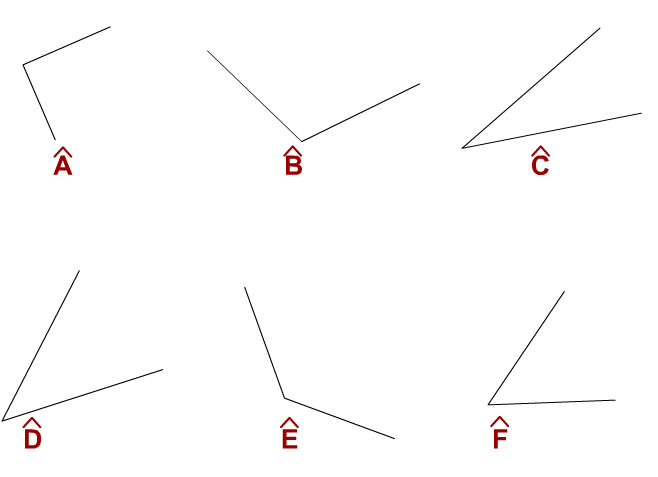 Â B̂ Ĉ
D̂ Ê F̂